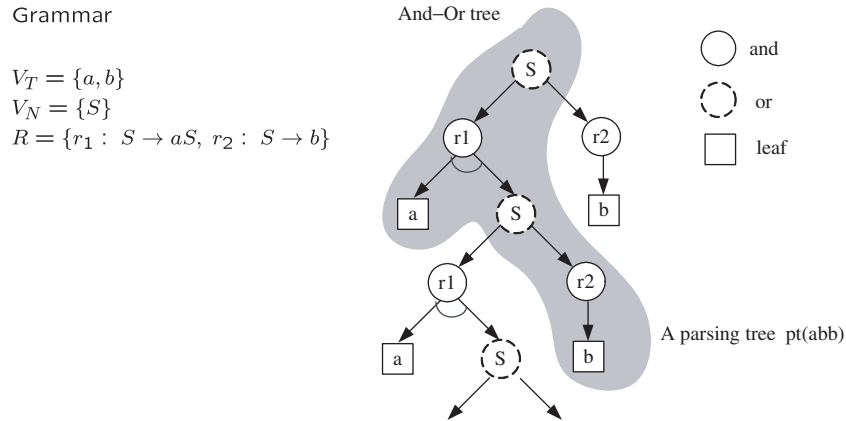 Grammar
V_T = {a, b}
V_N = {S}
R = {r_1 : S → aS, r_2 : S → b}
And–Or tree
S
r1
r2
a
S
b
r1
r2
a
S
b
A parsing tree pt(abb)
and
or
leaf